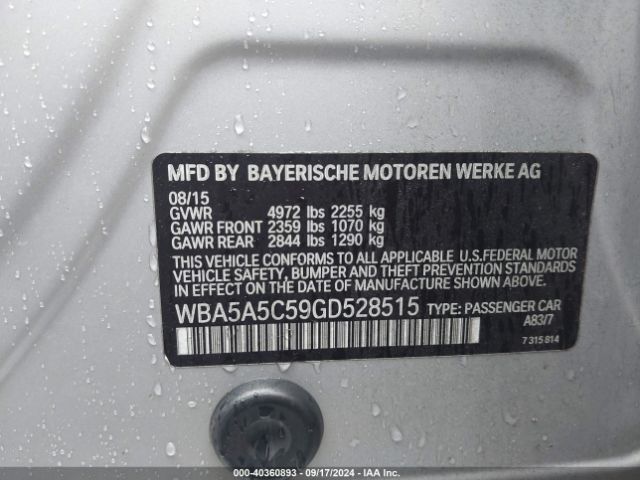 MFD BY BAYERISCHE MOTOREN WERKE AG
08/15
GVWR 4972 lbs 2255 kg
GAWR FRONT 2359 lbs 1070 kg
GAWR REAR 2844 lbs 1290 kg
THIS VEHICLE CONFORMS TO ALL APPLICABLE U.S.FEDERAL MOTOR
VEHICLE SAFETY, BUMPER AND THEFT PREVENTION STANDARDS
IN EFFECT ON THE DATE OF MANUFACTURE SHOWN ABOVE.
WBA5A5C59GD528515 TYPE: PASSENGER CAR
A83/7
7 315 814
000-40360893 - 09/17/2024 - IAA Inc.